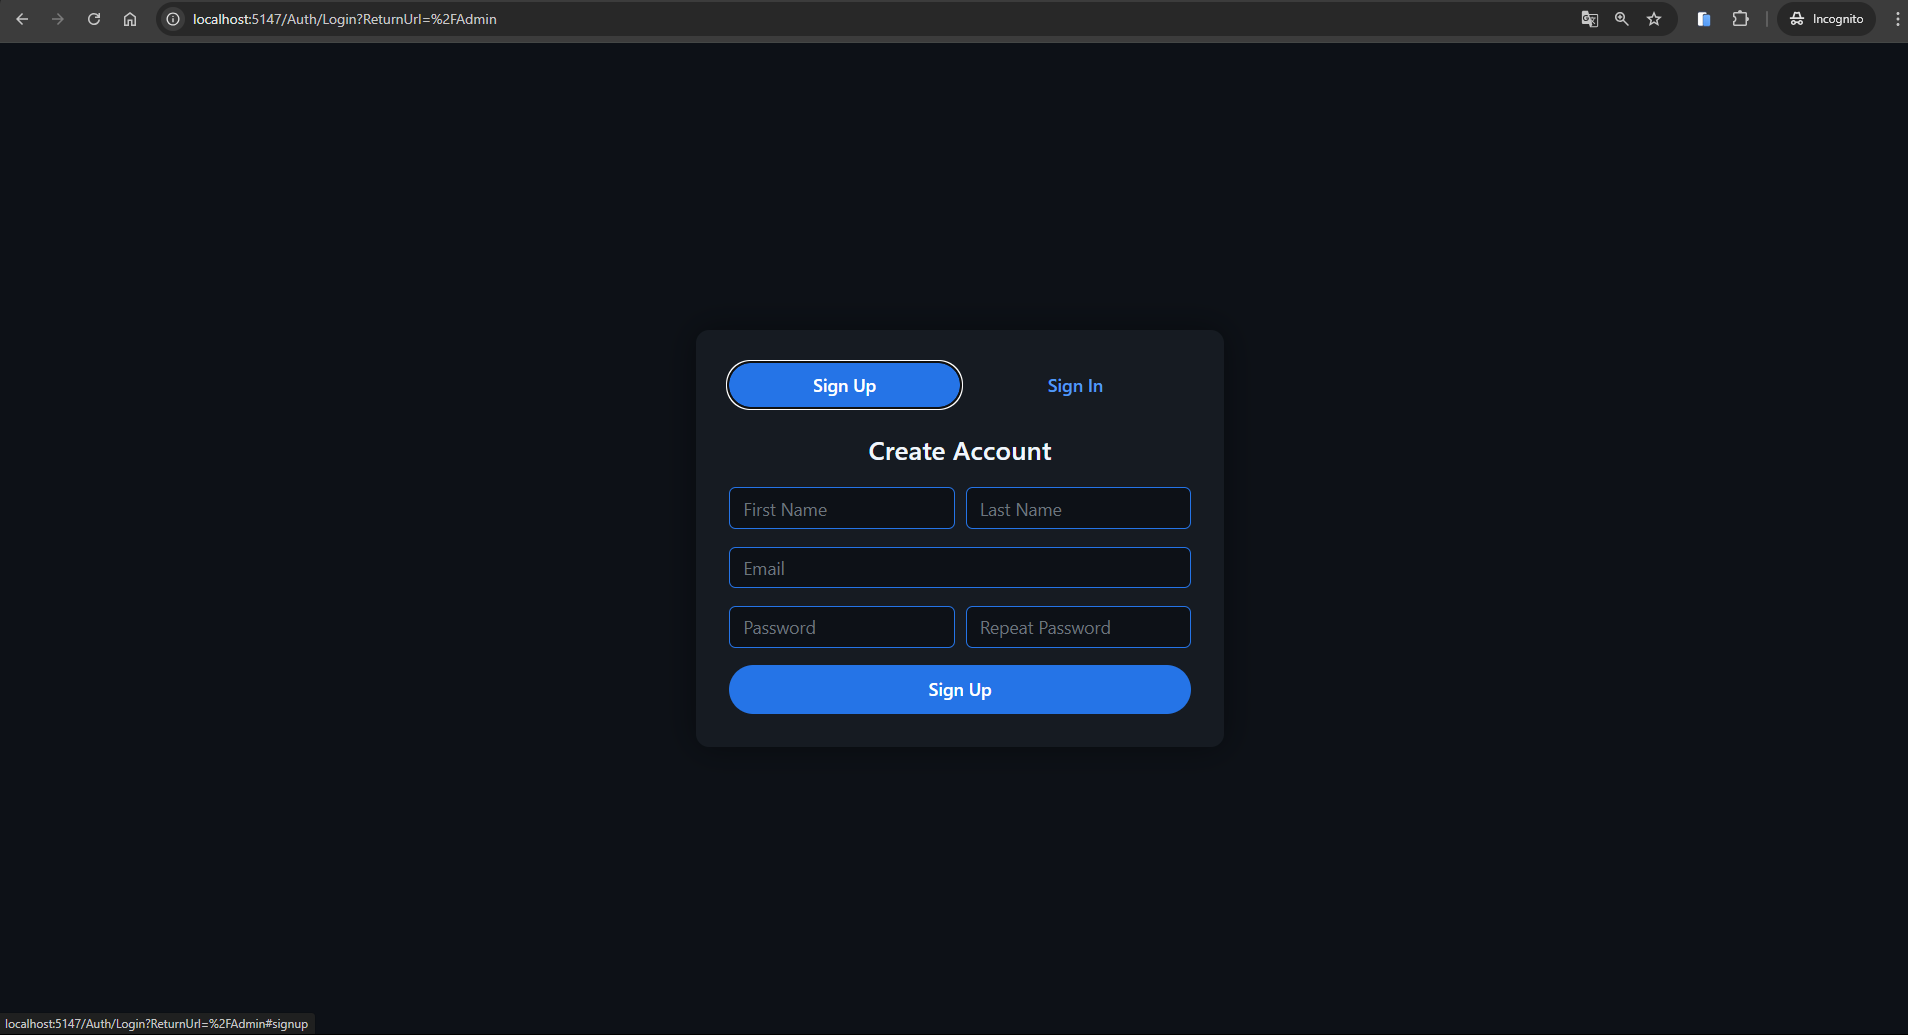 localhost:5147/Auth/Login?ReturnUrl=%2FAdmin
Incognito
Sign Up
Sign In
Create Account
First Name
Last Name
Email
Password
Repeat Password
Sign Up
localhost:5147/Auth/Login?ReturnUrl=%2FAdmin#signup